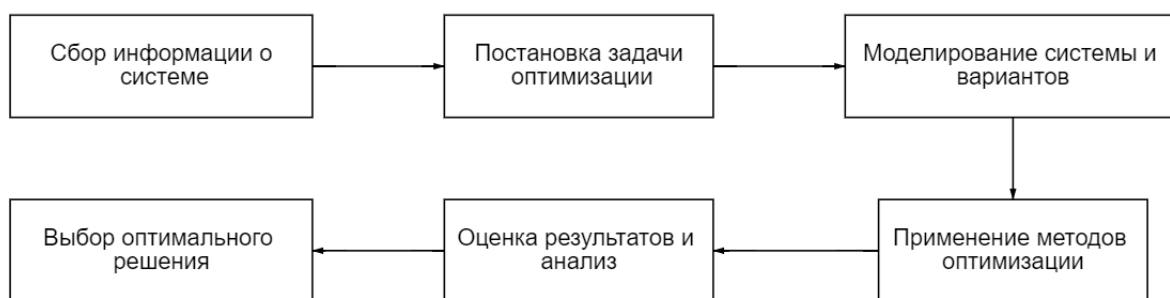 Сбор информации о
системе
Постановка задачи
оптимизации
Моделирование системы и
вариантов
Выбор оптимального
решения
Оценка результатов и
анализ
Применение методов
оптимизации